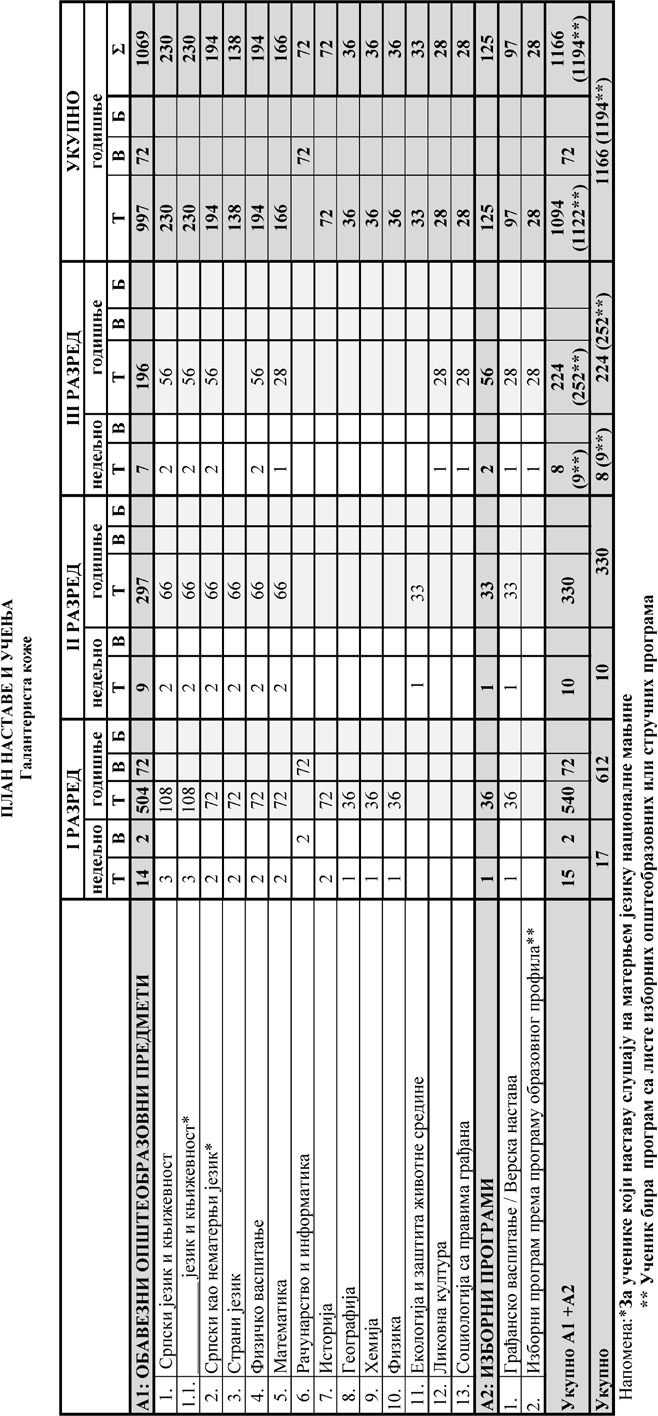 ПЛАН НАСТАВЕ И УЧЕЊА
Галантериста коже
I РАЗРЕД II РАЗРЕД III РАЗРЕД УКУПНО
недељно годишње недељно годишње недељно годишње годишње
Т В Т В Б Т В Т В Б Т В Т В Б Т В Б Σ
А1: ОБАВЕЗНИ ОПШТЕОБРАЗОВНИ ПРЕДМЕТИ 14 2 504 72 9 297 7 196 997 72 1069
1. Српски језик и књижевност 3 108 2 66 2 56 230 230
1.1. ____језик и књижевност* 3 108 2 66 2 56 230 230
2. Српски као нематерњи језик* 2 72 2 66 2 56 194 194
3. Страни језик 2 72 2 66 138 138
4. Физичко васпитање 2 72 2 66 2 56 194 194
5. Математика 2 72 2 66 1 28 166 166
6. Рачунарство и информатика 2 72 72 72
7. Историја 2 72 72 72
8. Географија 1 36 36 36
9. Хемија 1 36 36 36
10. Физика 1 36 36 36
11. Екологија и заштита животне средине 1 33 33 33
12. Ликовна култура 1 28 28 28
13. Социологија са правима грађана 1 28 28 28
А2: ИЗБОРНИ ПРОГРАМИ 1 36 1 33 2 56 125 125
1. Грађанско васпитање / Верска настава 1 36 1 33 1 28 97 97
2. Изборни програм према програму образовног профила** 1 28 28 28
Укупно А1 +А2 15 2 540 72 10 330 8 (9**) 224 (252**) 1094 (1122**) 72 1166 (1194**)
Укупно 17 612 10 330 8 (9**) 224 (252**) 1166 (1194**)
Напомена:*За ученике који наставу слушају на матерњем језику националне мањине
** Ученик бира програм са листе изборних општеобразовних или стручних програма